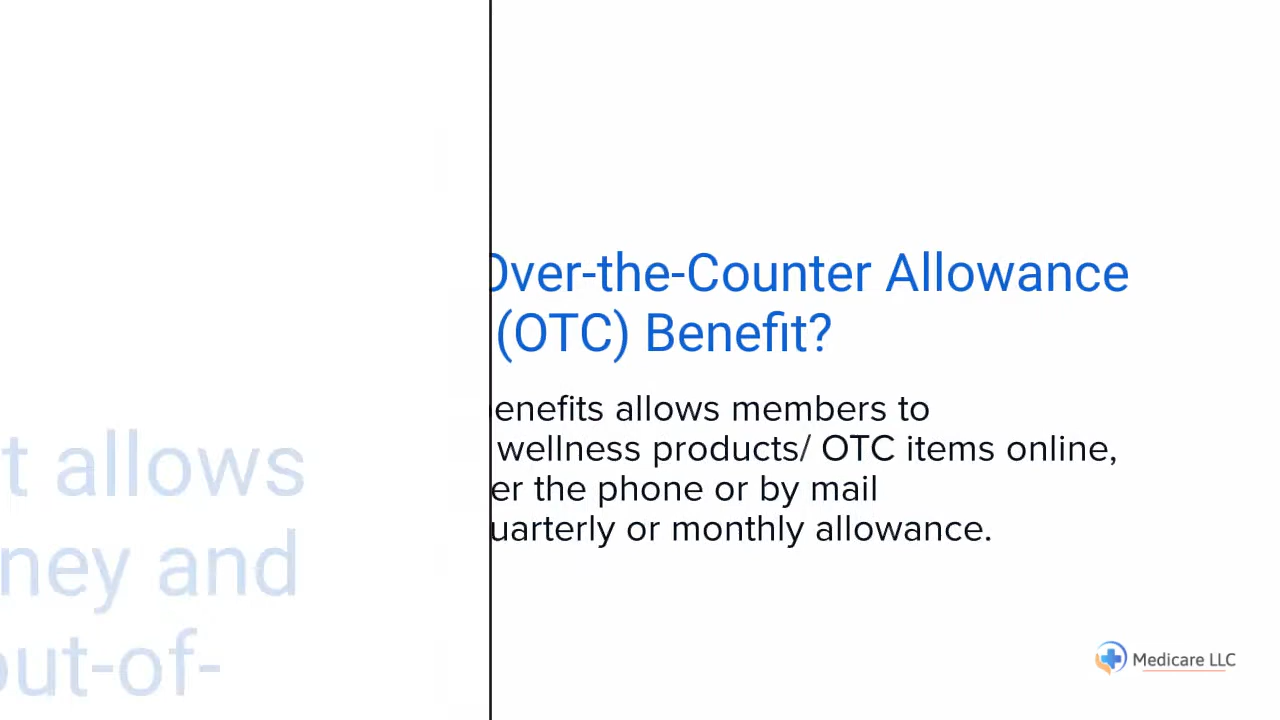 t allows
ney and
out-of-
Over-the-Counter Allowance
(OTC) Benefit?
enefits allows members to
wellness products/ OTC items online,
er the phone or by mail
uarterly or monthly allowance.
Medicare LLC